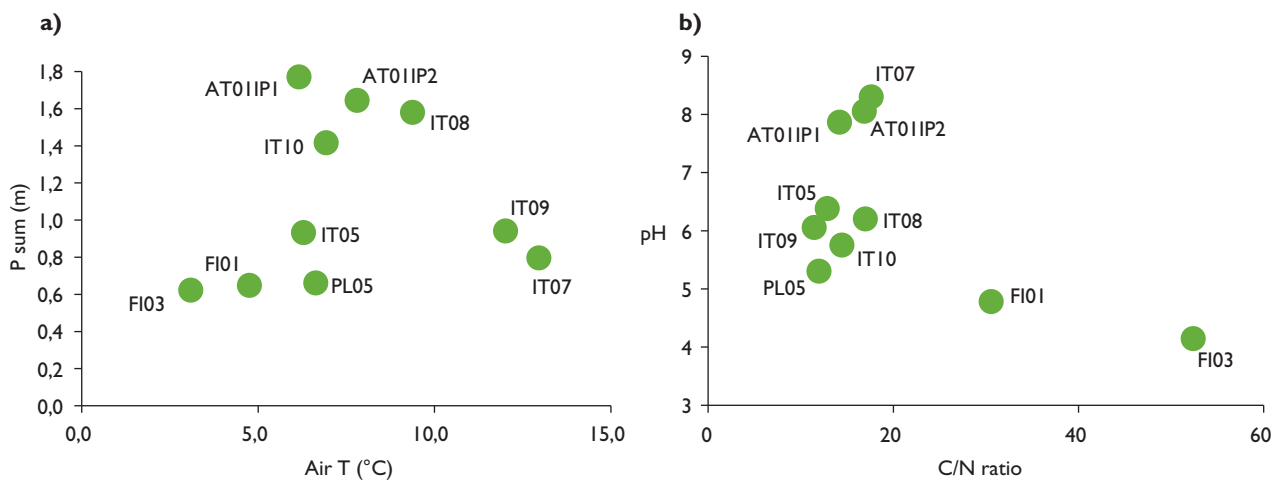 a)
P sum (m)
1,8
1,6
1,4
1,2
1,0
0,8
0,6
0,4
0,2
0,0
AT01IP1
AT01IP2
IT08
IT10
IT09
IT05
IT07
FI01
PL05
FI03
0,0
5,0
10,0
15,0
Air T (°C)
b)
pH
9
8
7
6
5
4
3
IT07
AT01IP1
AT01IP2
IT05
IT08
IT09
IT10
PL05
FI01
FI03
0
20
40
60
C/N ratio